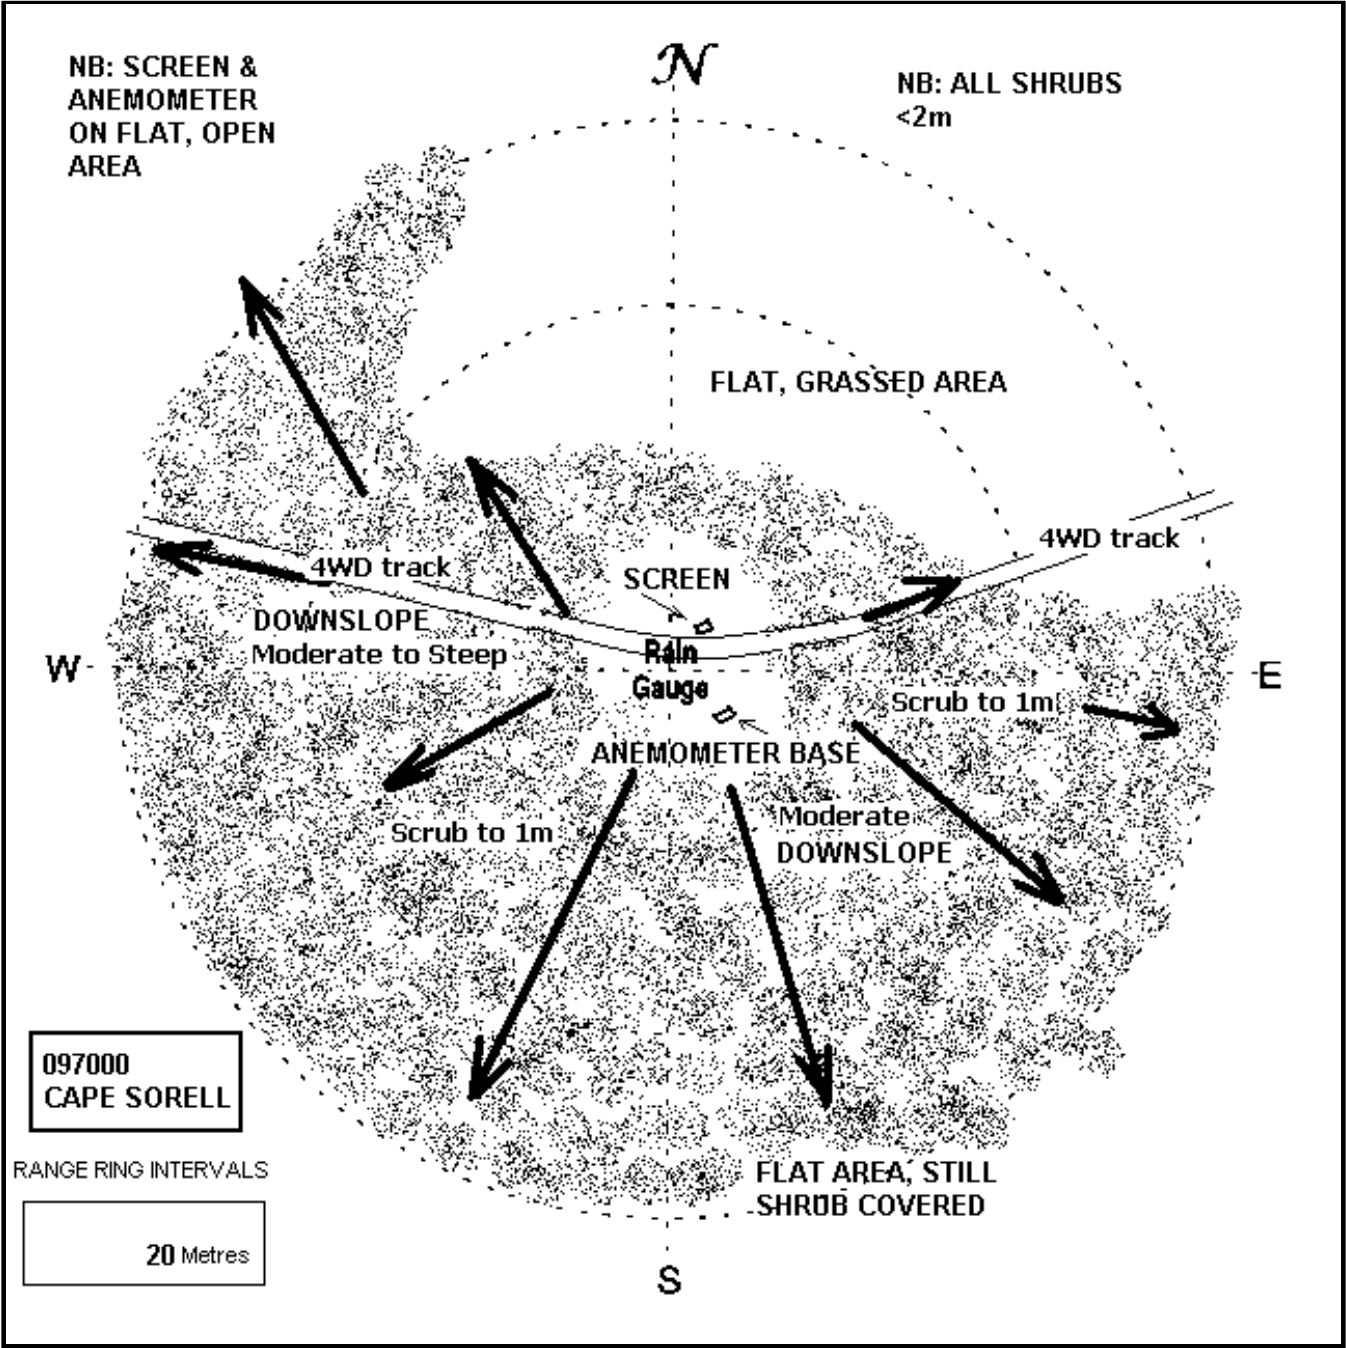 N
NB: SCREEN &
ANEMOMETER
ON FLAT, OPEN
AREA
NB: ALL SHRUBS
<2m
FLAT, GRASSED AREA
4WD track
4WD track
SCREEN
DOWNSLOPE
Moderate to Steep
Rain
Gauge
W
E
Scrub to 1m
ANEMOMETER BASE
Scrub to 1m
Moderate
DOWNSLOPE
097000
CAPE SORELL
RANGE RING INTERVALS
20 Metres
FLAT AREA, STILL
SHRUB COVERED
S